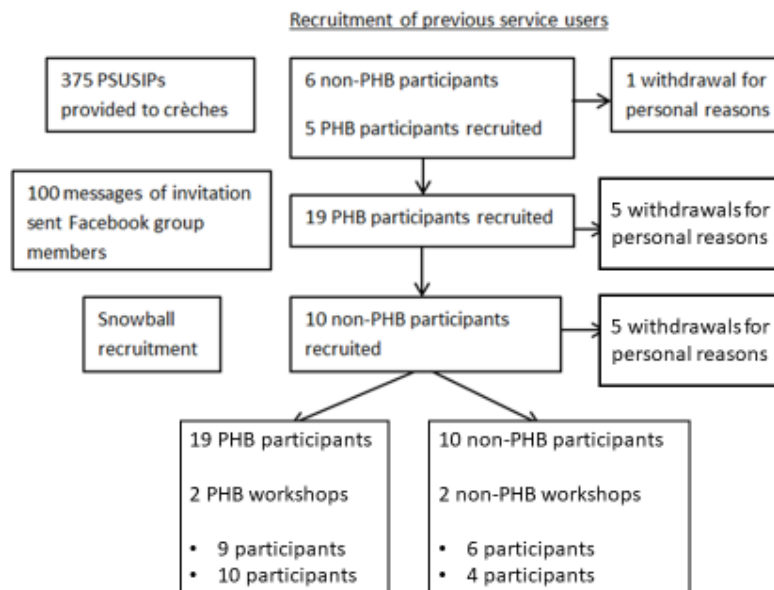 Recruitment of previous service users
375 PSUSIPs
provided to crèches
6 non-PHB participants
5 PHB participants recruited
1 withdrawal for
personal reasons
100 messages of invitation
sent Facebook group
members
19 PHB participants recruited
5 withdrawals for
personal reasons
Snowball
recruitment
10 non-PHB participants
recruited
5 withdrawals for
personal reasons
19 PHB participants
2 PHB workshops
• 9 participants
• 10 participants
10 non-PHB participants
2 non-PHB workshops
• 6 participants
• 4 participants